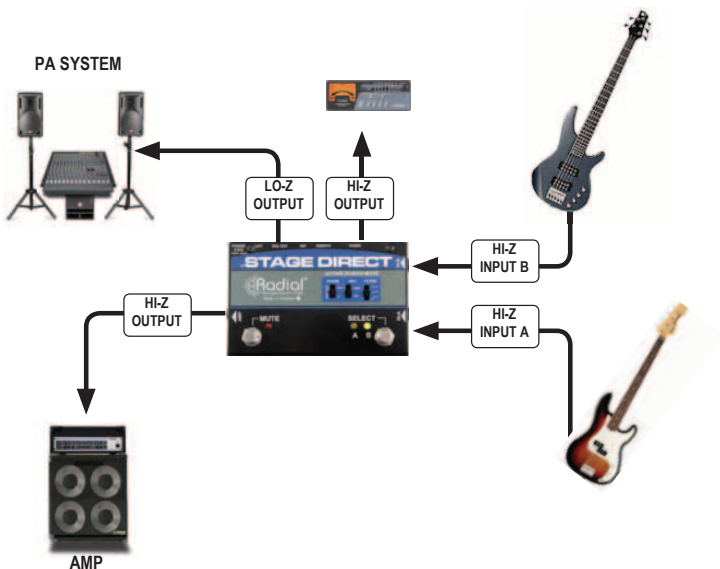 PA SYSTEM
LO-Z
OUTPUT
HI-Z
OUTPUT
HI-Z
INPUT B
STAGE DIRECT
Radial
HI-Z
OUTPUT
HI-Z
INPUT A
MUTE
SELECT
A B
AMP